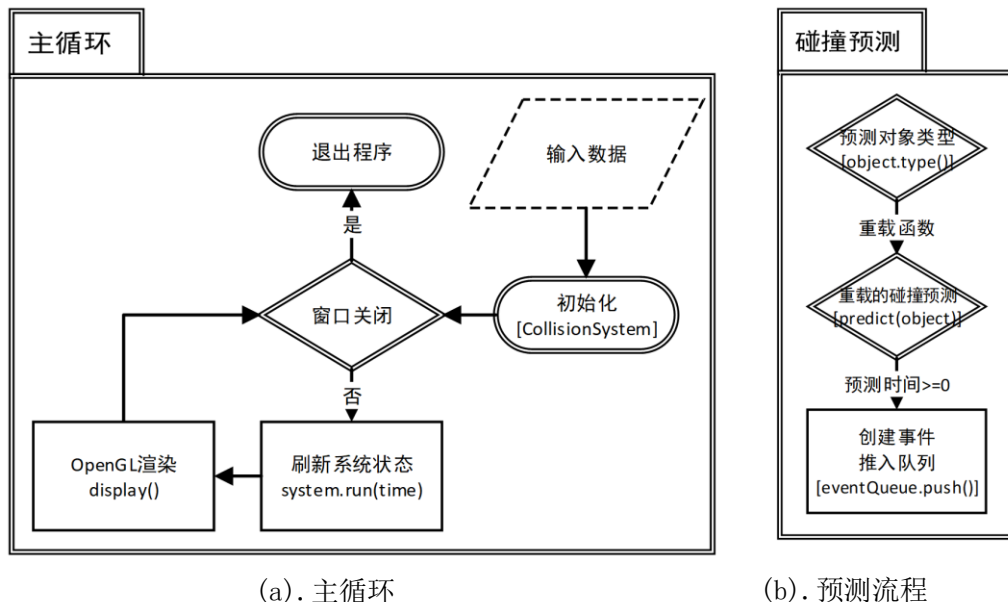 主循环
退出程序
输入数据
是
窗口关闭
初始化
[CollisionSystem]
否
OpenGL渲染
display()
刷新系统状态
system.run(time)
(a). 主循环
碰撞预测
预测对象类型
[object.type()]
重载函数
重载的碰撞预测
[predict(object)]
预测时间>=0
创建事件
推入队列
[eventQueue.push()]
(b). 预测流程